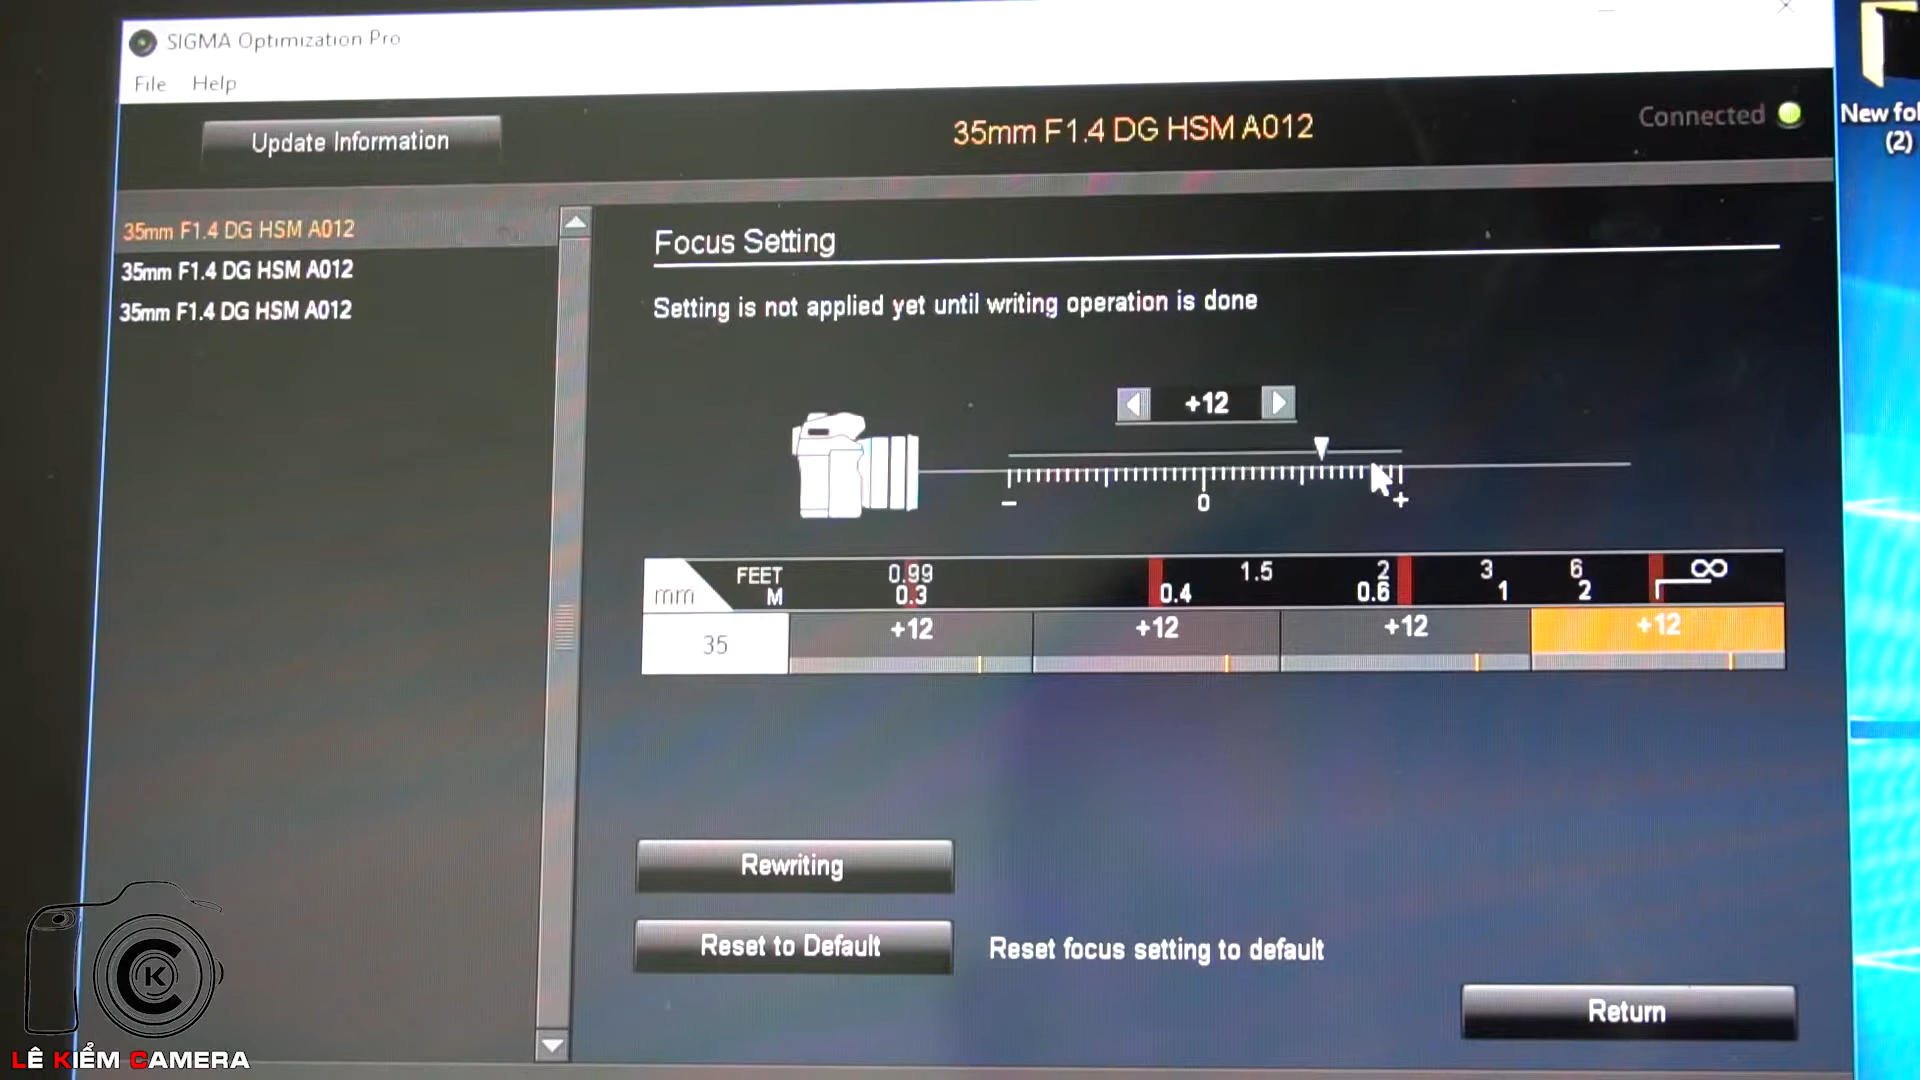 SIGMA Optimization Pro
File Help
Update Information
35mm F1.4 DG HSM A012
Connected
New fol
(2)
35mm F1.4 DG HSM A012
35mm F1.4 DG HSM A012
35mm F1.4 DG HSM A012
Focus Setting
Setting is not applied yet until writing operation is done
+12
− 0 +
mm
FEET 0.99 1.5 2 3 6 ∞
M 0.3 0.4 0.6 1 2
35 +12 +12 +12 +12
Rewriting
Reset to Default Reset focus setting to default
Return
CK
LÊ KIỂM CAMERA